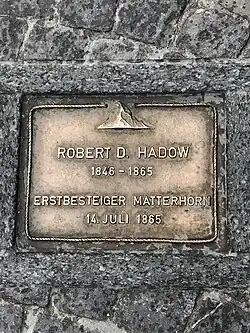 ROBERT D. HADOW
1846 - 1865
ERSTBESTEIGER MATTERHORN
14. JULI 1865